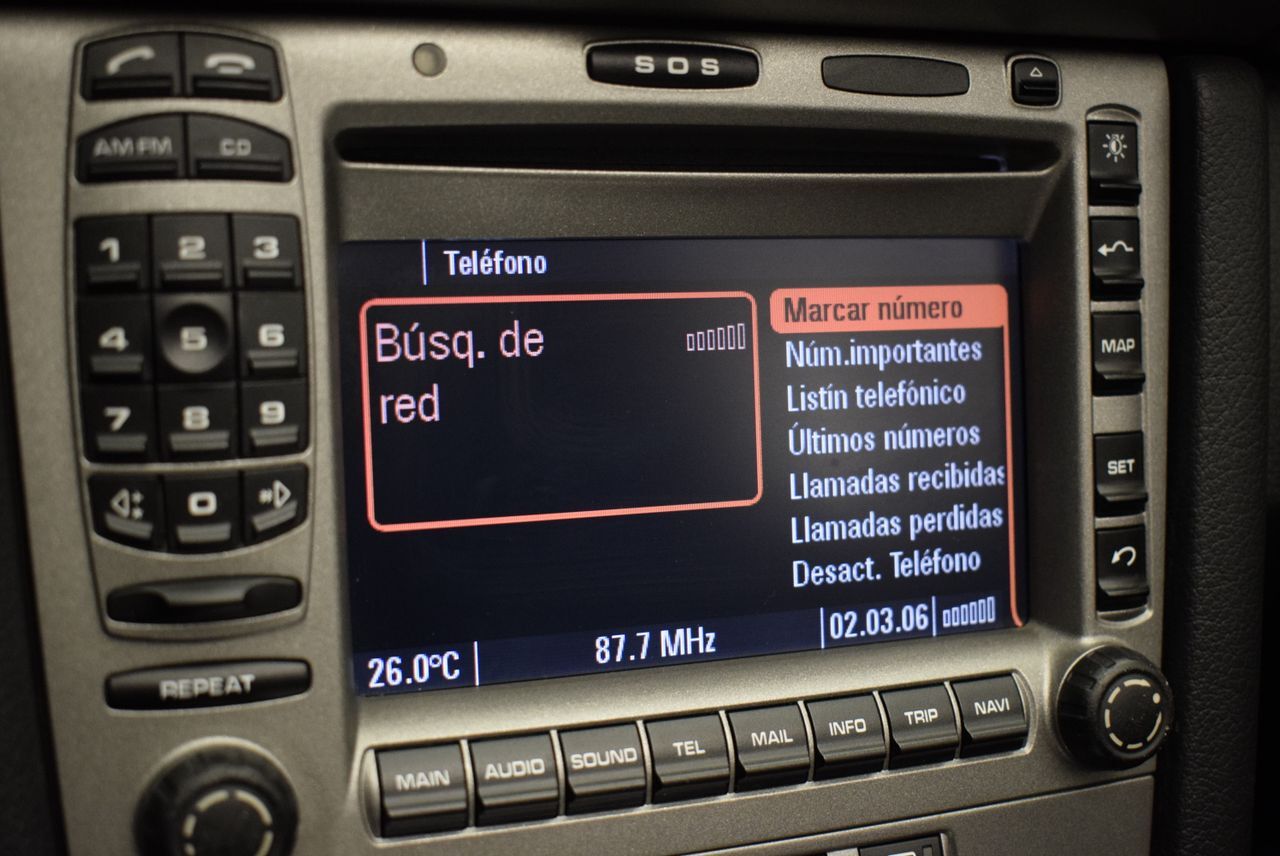 SOS
AM FM
CD
1
2
3
4
5
6
7
8
9
0
REPEAT
Teléfono
Búsq. de
red
Marcar número
Núm.importantes
Listín telefónico
Últimos números
Llamadas recibidas
Llamadas perdidas
Desact. Teléfono
26.0°C
87.7 MHz
02.03.06
MAP
SET
MAIN
AUDIO
SOUND
TEL
MAIL
INFO
TRIP
NAVI